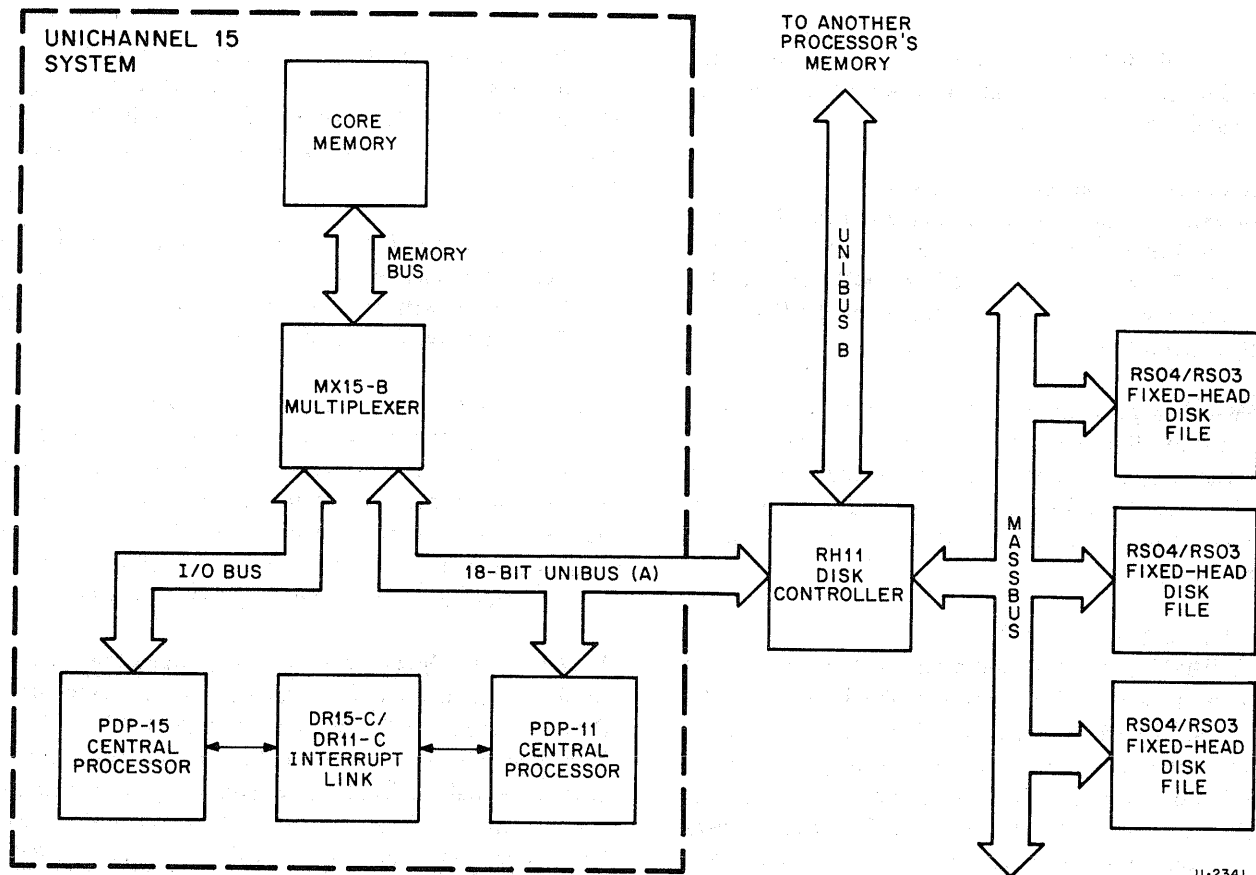 UNICHANNEL 15
SYSTEM
CORE
MEMORY
MEMORY
BUS
MX15-B
MULTIPLEXER
I/O BUS
18-BIT UNIBUS (A)
PDP-15
CENTRAL
PROCESSOR
DR15-C/
DR11-C
INTERRUPT
LINK
PDP-11
CENTRAL
PROCESSOR
TO ANOTHER
PROCESSOR'S
MEMORY
UNIBUS B
RH11
DISK
CONTROLLER
MASSBUS
RS04/RS03
FIXED-HEAD
DISK
FILE
RS04/RS03
FIXED-HEAD
DISK
FILE
RS04/RS03
FIXED-HEAD
DISK
FILE
11-2341